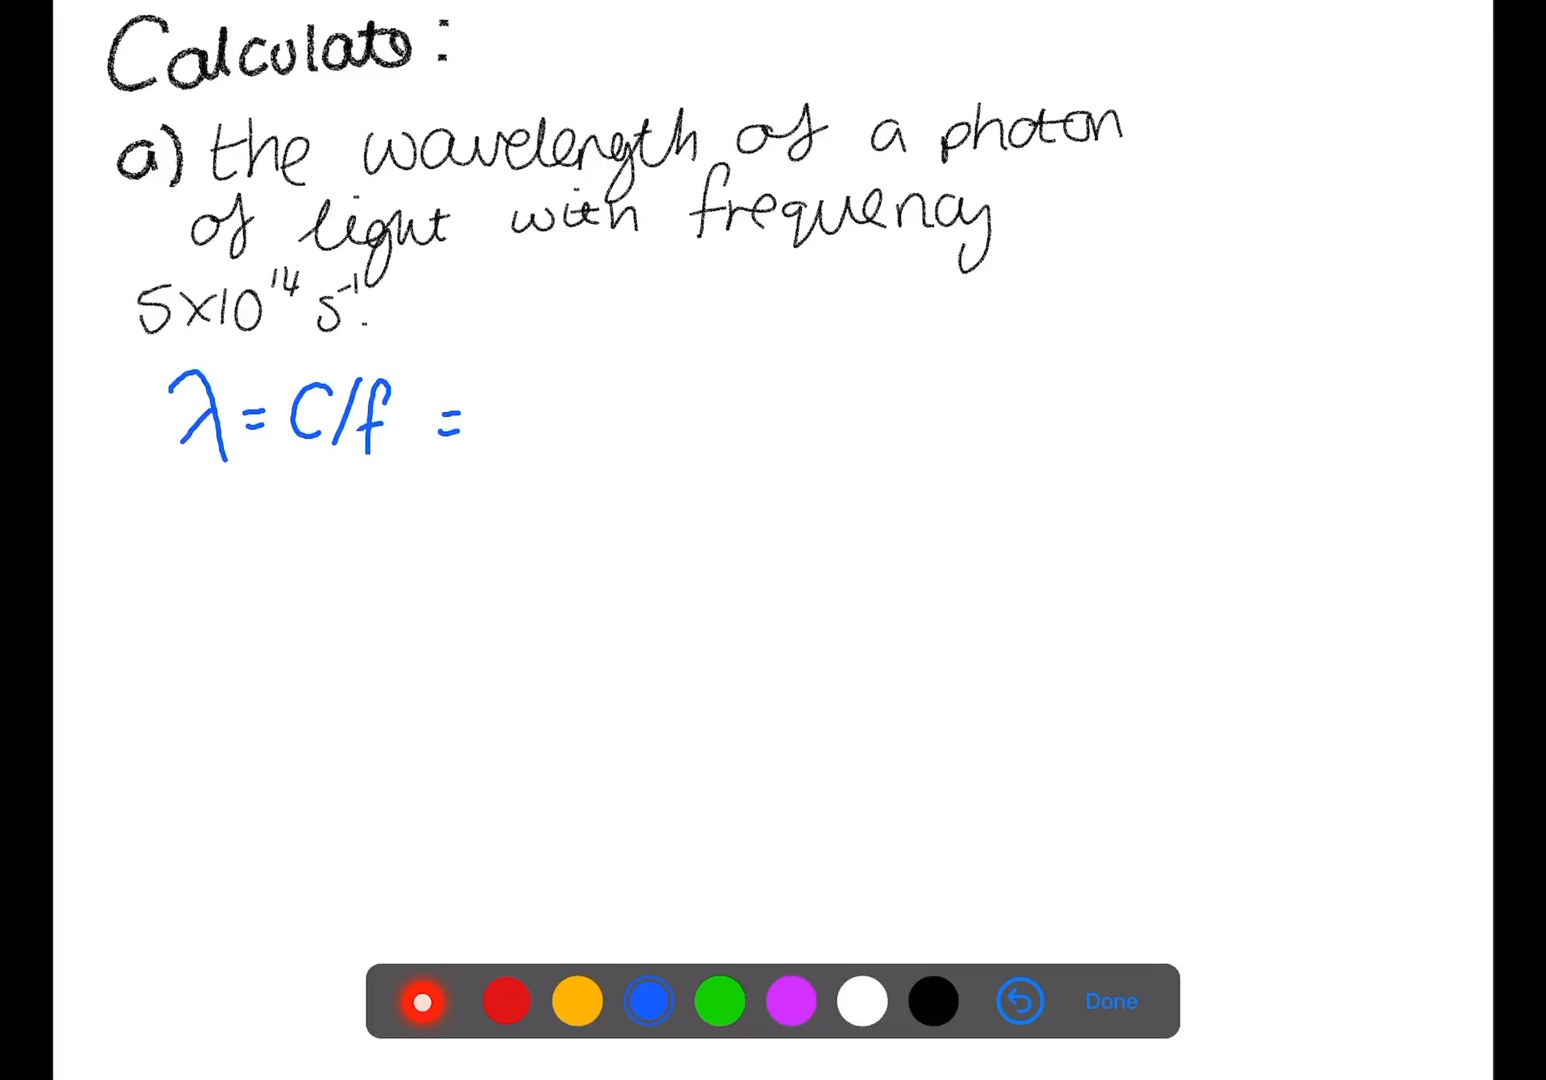 Calculate:
a) the wavelength of a photon
of light with frequency
5×10¹⁴ s⁻¹.
λ = C/f =
Done